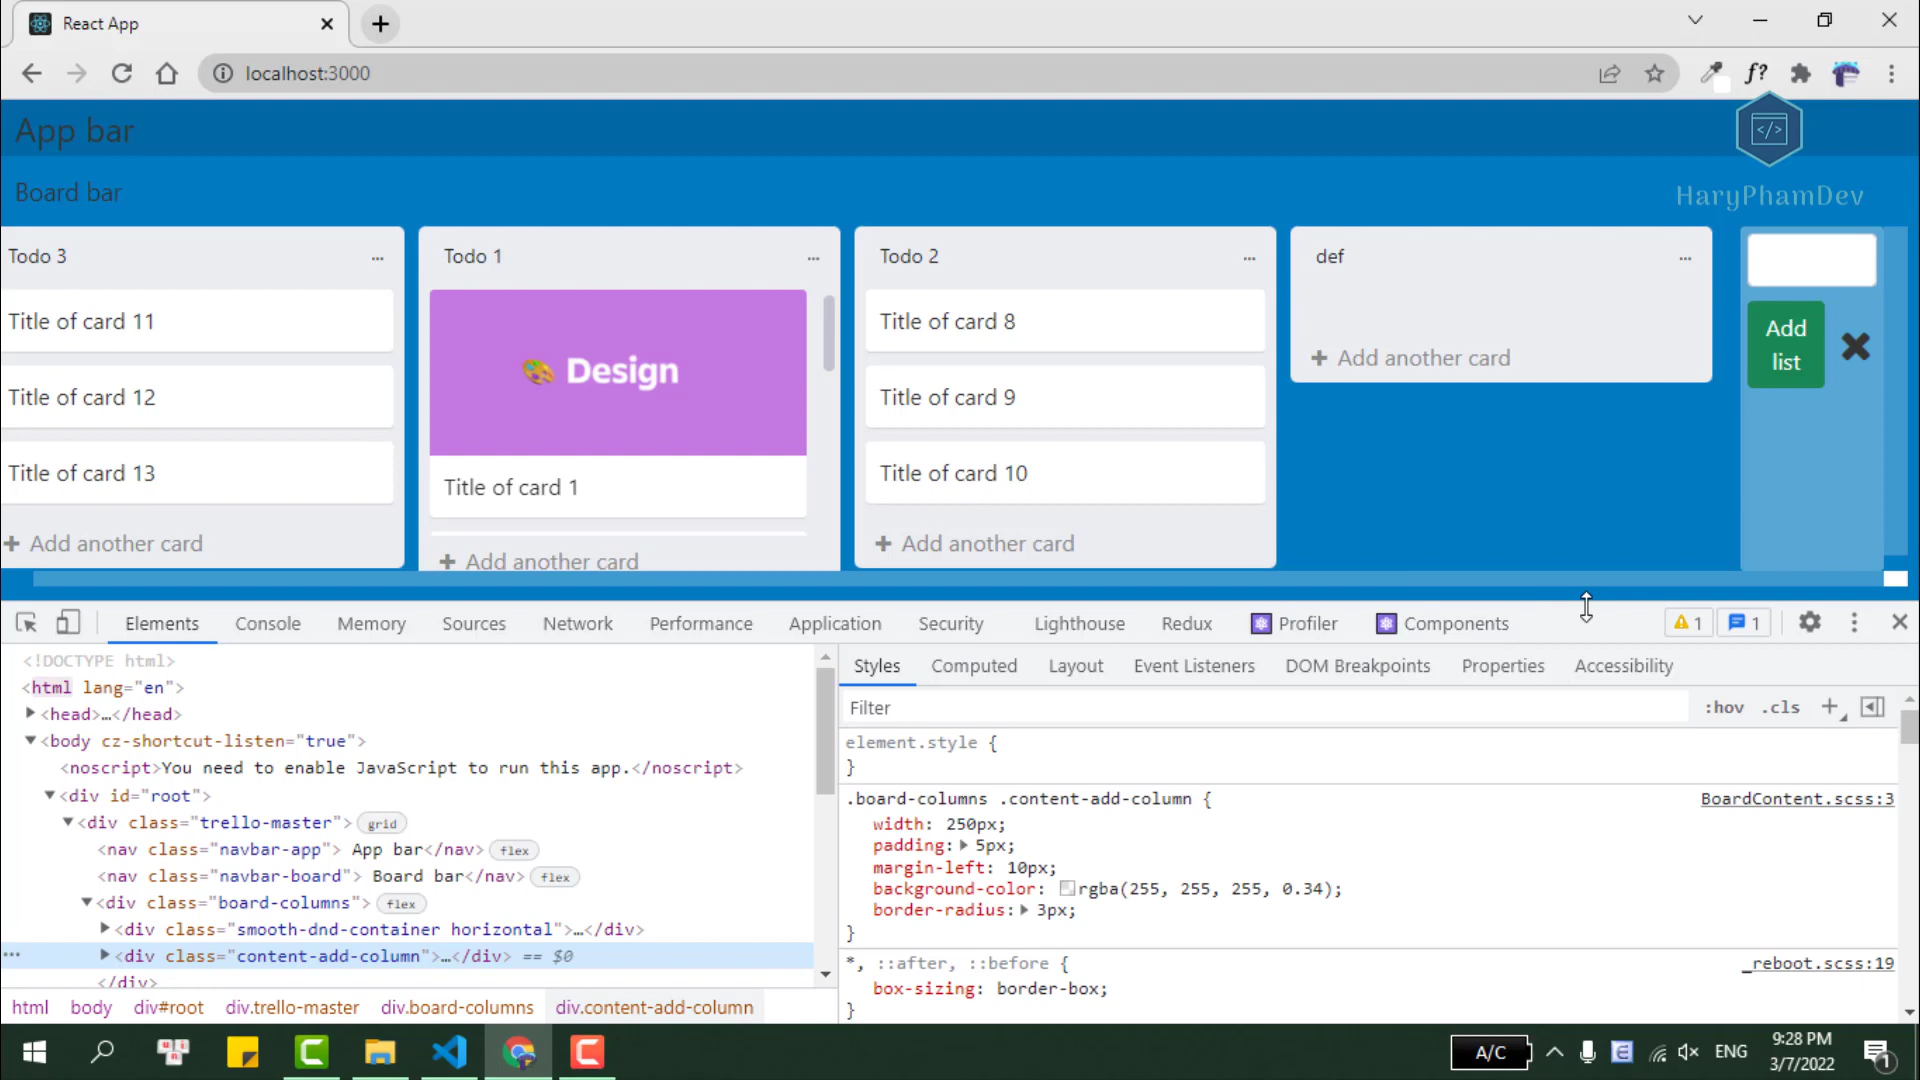 React App
localhost:3000
f?
App bar
</>
Board bar
HaryPhamDev
Todo 3
Todo 1
Todo 2
def
Title of card 11
Title of card 12
Title of card 13
Add another card
Design
Title of card 1
Add another card
Title of card 8
Title of card 9
Title of card 10
Add another card
Add another card
Add
list
Elements Console Memory Sources Network Performance Application Security Lighthouse Redux Profiler Components 1 1
<!DOCTYPE html>
<html lang="en">
<head>…</head>
<body cz-shortcut-listen="true">
<noscript>You need to enable JavaScript to run this app.</noscript>
<div id="root">
<div class="trello-master"> grid
<nav class="navbar-app"> App bar</nav> flex
<nav class="navbar-board"> Board bar</nav> flex
<div class="board-columns"> flex
<div class="smooth-dnd-container horizontal">…</div>
<div class="content-add-column">…</div> == $0
</div>
html body div#root div.trello-master div.board-columns div.content-add-column
Styles Computed Layout Event Listeners DOM Breakpoints Properties Accessibility
Filter :hov .cls
element.style {
}
.board-columns .content-add-column { BoardContent.scss:3
width: 250px;
padding: 5px;
margin-left: 10px;
background-color: rgba(255, 255, 255, 0.34);
border-radius: 3px;
}
*, ::after, ::before { _reboot.scss:19
box-sizing: border-box;
}
A/C
ENG
9:28 PM
3/7/2022
1